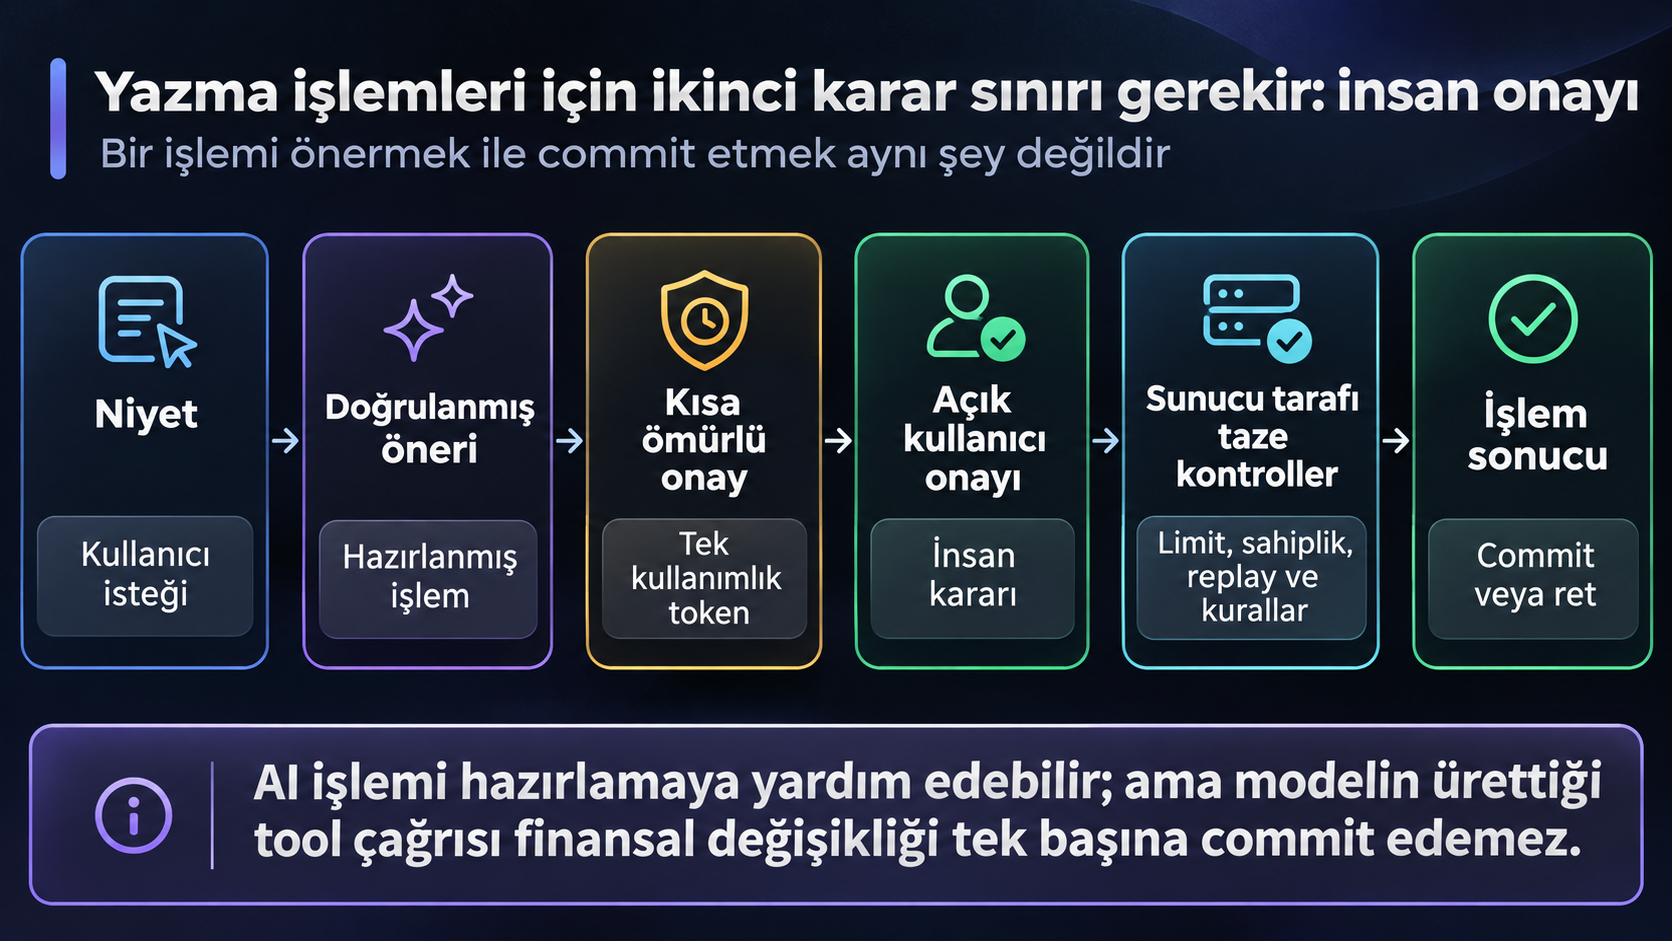 Yazma işlemleri için ikinci karar sınırı gerekir: insan onayı
Bir işlemi önermek ile commit etmek aynı şey değildir
Niyet
Kullanıcı
isteği
Doğrulanmış
öneri
Hazırlanmış
işlem
Kısa
ömürlü
onay
Tek
kullanımlık
token
Açık
kullanıcı
onayı
İnsan
kararı
Sunucu tarafı
taze
kontroller
Limit, sahiplik,
replay ve
kurallar
İşlem
sonucu
Commit
veya ret
AI işlemi hazırlamaya yardım edebilir; ama modelin ürettiği
tool çağrısı finansal değişikliği tek başına commit edemez.